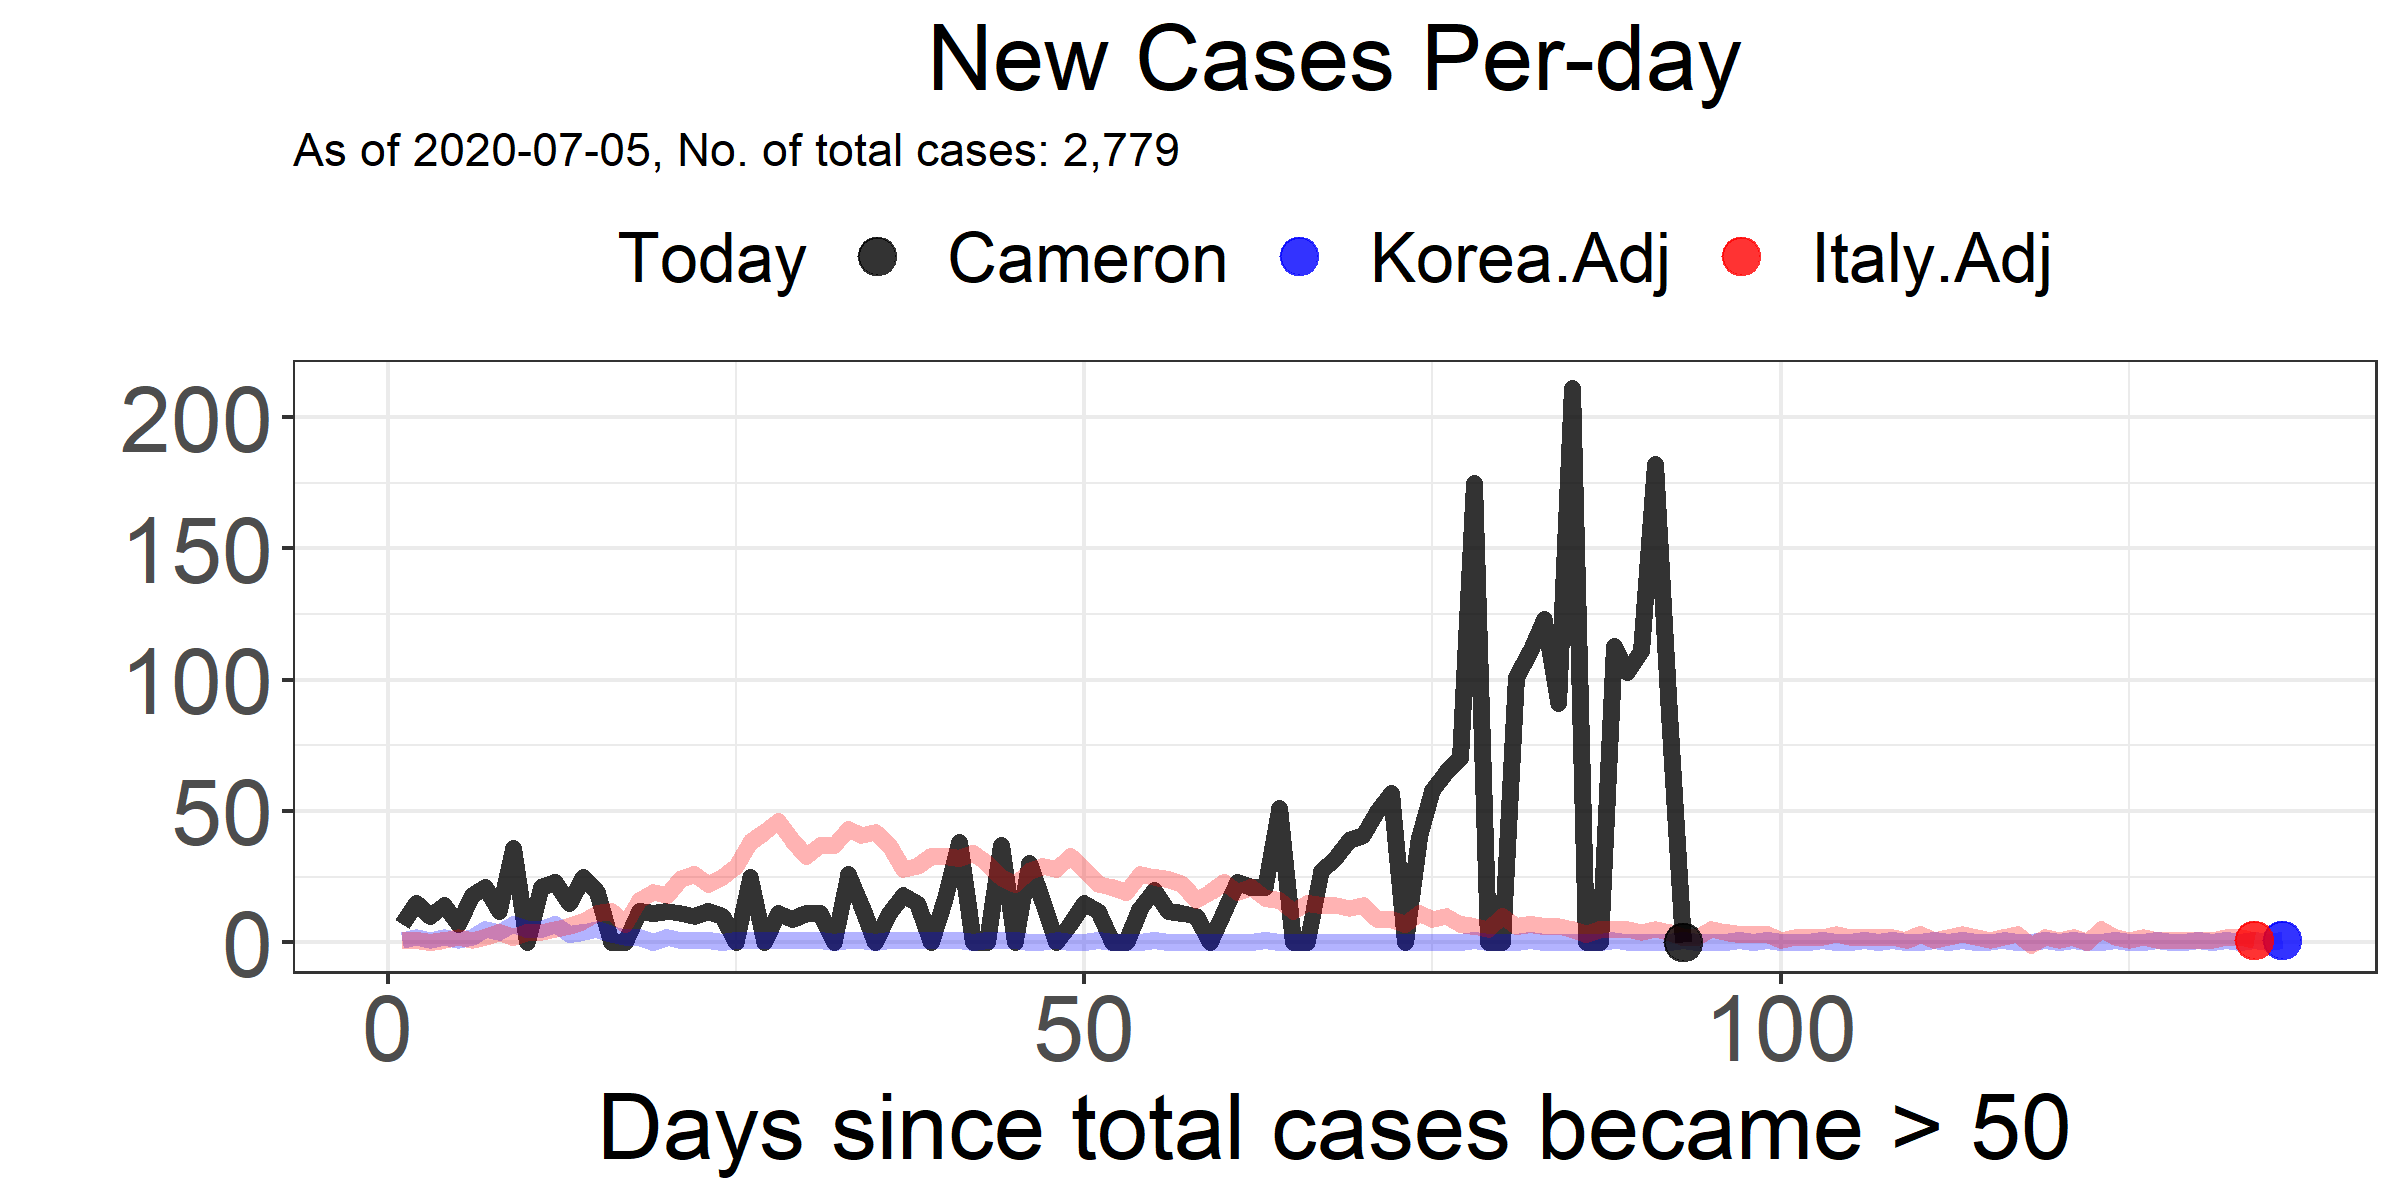 New Cases Per-day
As of 2020-07-05, No. of total cases: 2,779
Today Cameron Korea.Adj Italy.Adj
200
150
100
50
0
0 50 100
Days since total cases became > 50